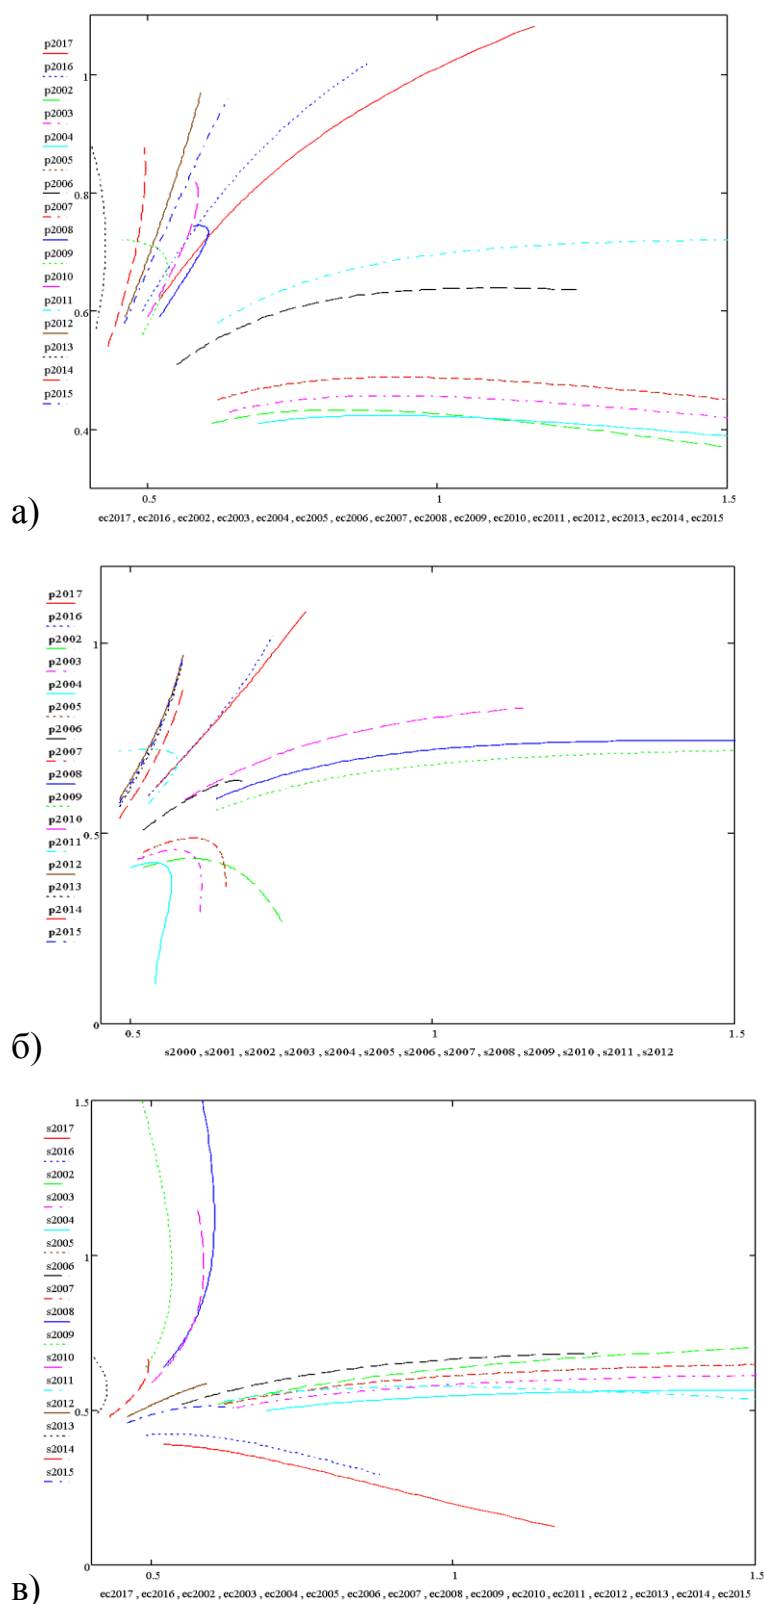 p2017
p2016
p2002
p2003
p2004
p2005
p2006
p2007
p2008
p2009
p2010
p2011
p2012
p2013
p2014
p2015
1
0.8
0.6
0.4
0.5
1
1.5
ec2017 , ec2016 , ec2002 , ec2003 , ec2004 , ec2005 , ec2006 , ec2007 , ec2008 , ec2009 , ec2010 , ec2011 , ec2012 , ec2013 , ec2014 , ec2015
а)
p2017
p2016
p2002
p2003
p2004
p2005
p2006
p2007
p2008
p2009
p2010
p2011
p2012
p2013
p2014
p2015
1
0.5
0
0.5
1
1.5
s2000 , s2001 , s2002 , s2003 , s2004 , s2005 , s2006 , s2007 , s2008 , s2009 , s2010 , s2011 , s2012
б)
s2017
s2016
s2002
s2003
s2004
s2005
s2006
s2007
s2008
s2009
s2010
s2011
s2012
s2013
s2014
s2015
1.5
1
0.5
0
0.5
1
1.5
ec2017 , ec2016 , ec2002 , ec2003 , ec2004 , ec2005 , ec2006 , ec2007 , ec2008 , ec2009 , ec2010 , ec2011 , ec2012 , ec2013 , ec2014 , ec2015
в)